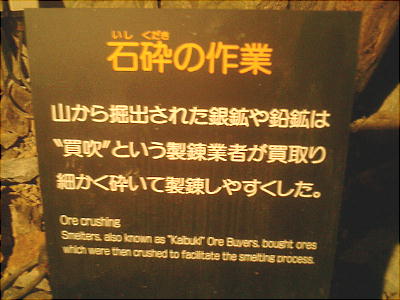 いし くだき
石砕の作業
山から掘出された銀鉱や鉛鉱は
〝買吹〟という製錬業者が買取り
細かく砕いて製錬しやすくした。
Ore crushing
Smelters, also known as "Kaibuki" Ore Buyers, bought ores
which were then crushed to facilitate the smelting process.